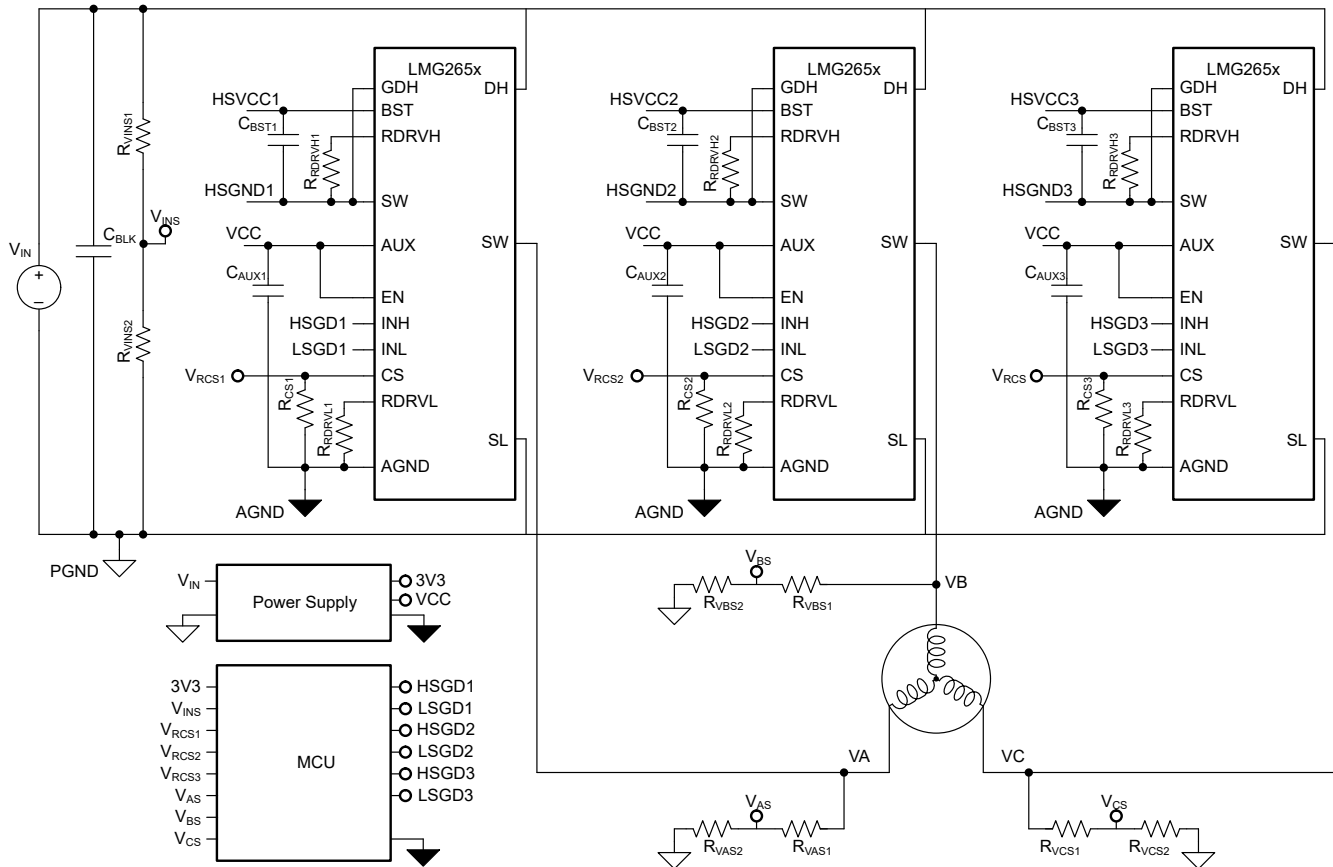 LMG265x
GDH
DH
HSVCC1
BST
CBST1
RDRVH
RRDRVH1
HSGND1
SW
VCC
AUX
SW
CAUX1
EN
HSGD1
INH
LSGD1
INL
VRCS1
CS
RCS1
RDRVL
RRDRVL1
SL
AGND
AGND
LMG265x
GDH
DH
HSVCC2
BST
CBST2
RDRVH
RRDRVH2
HSGND2
SW
VCC
AUX
SW
CAUX2
EN
HSGD2
INH
LSGD2
INL
VRCS2
CS
RCS2
RDRVL
RRDRVL2
SL
AGND
AGND
LMG265x
GDH
DH
HSVCC3
BST
CBST3
RDRVH
RRDRVH3
HSGND3
SW
VCC
AUX
SW
CAUX3
EN
HSGD3
INH
LSGD3
INL
VRCS
CS
RCS3
RDRVL
RRDRVL3
SL
AGND
AGND
RVINS1
VINS
CBLK
VIN
+
–
RVINS2
PGND
VIN
Power Supply
3V3
VCC
3V3
VINS
VRCS1
VRCS2
VRCS3
VAS
VBS
VCS
MCU
HSGD1
LSGD1
HSGD2
LSGD2
HSGD3
LSGD3
VBS
VB
RVBS2
RVBS1
VA
VC
VAS
RVAS2
RVAS1
VCS
RVCS1
RVCS2